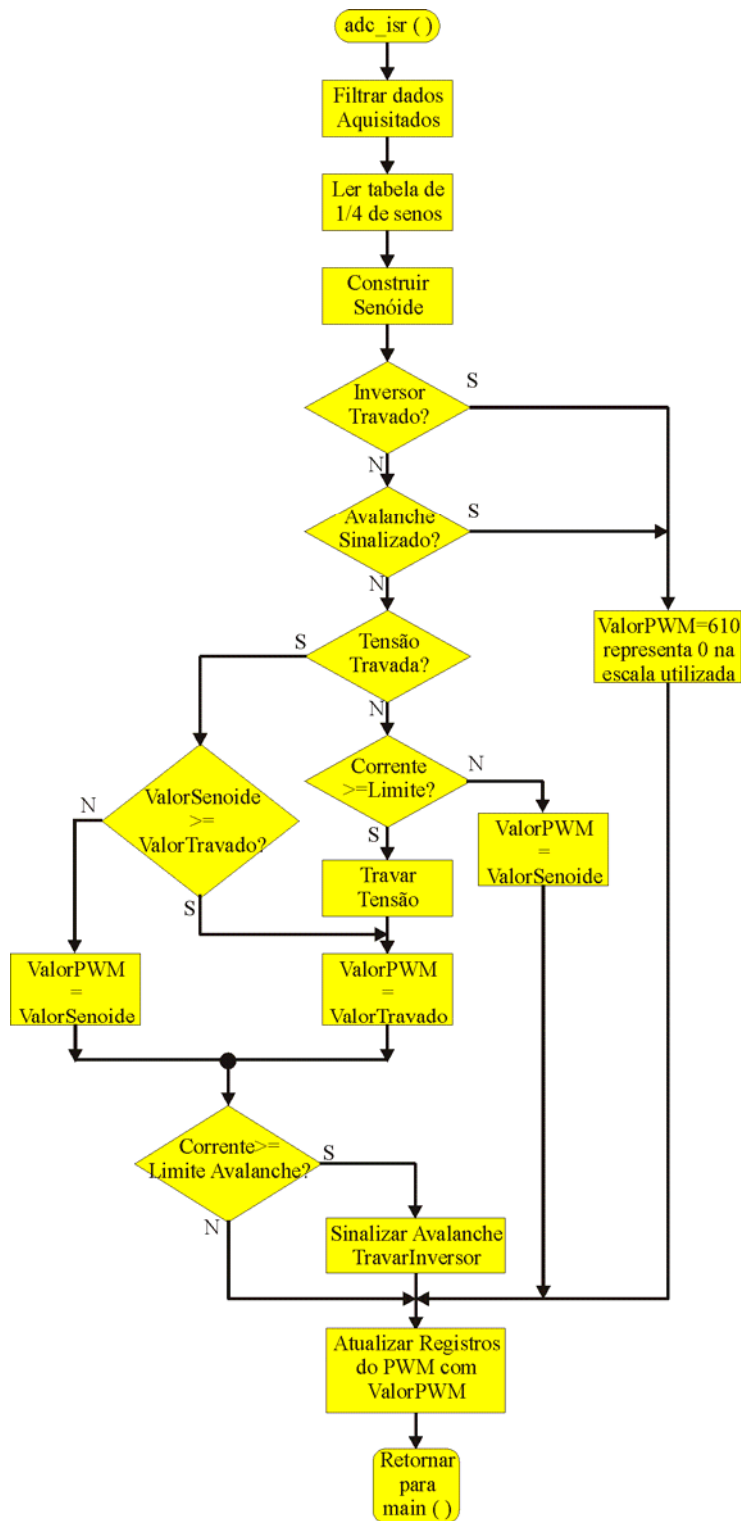 adc_isr ( )
Filtrar dados
Aquisitados
Ler tabela de
1/4 de senos
Construir
Senóide
Inversor
Travado?
S
N
Avalanche
Sinalizado?
S
N
Tensão
Travada?
S
N
ValorPWM=610
representa 0 na
escala utilizada
Corrente
>=Limite?
N
S
ValorSenoide
>=
ValorTravado?
N
S
ValorPWM
=
ValorSenoide
Travar
Tensão
ValorPWM
=
ValorSenoide
ValorPWM
=
ValorTravado
Corrente>=
Limite Avalanche?
S
N
Sinalizar Avalanche
TravarInversor
Atualizar Registros
do PWM com
ValorPWM
Retornar
para
main ( )